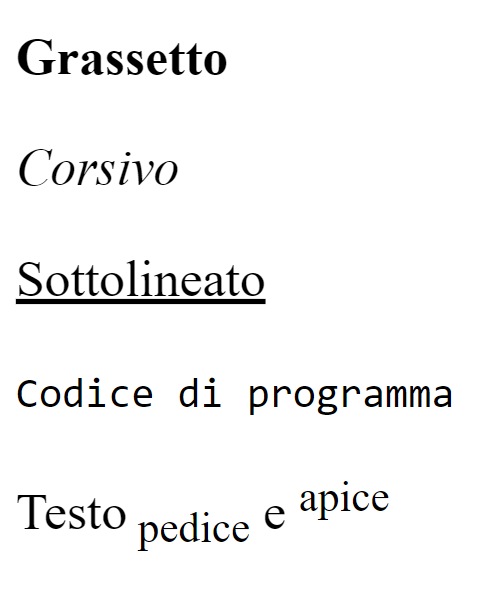 Grassetto
Corsivo
Sottolineato
Codice di programma
Testo pedice e apice